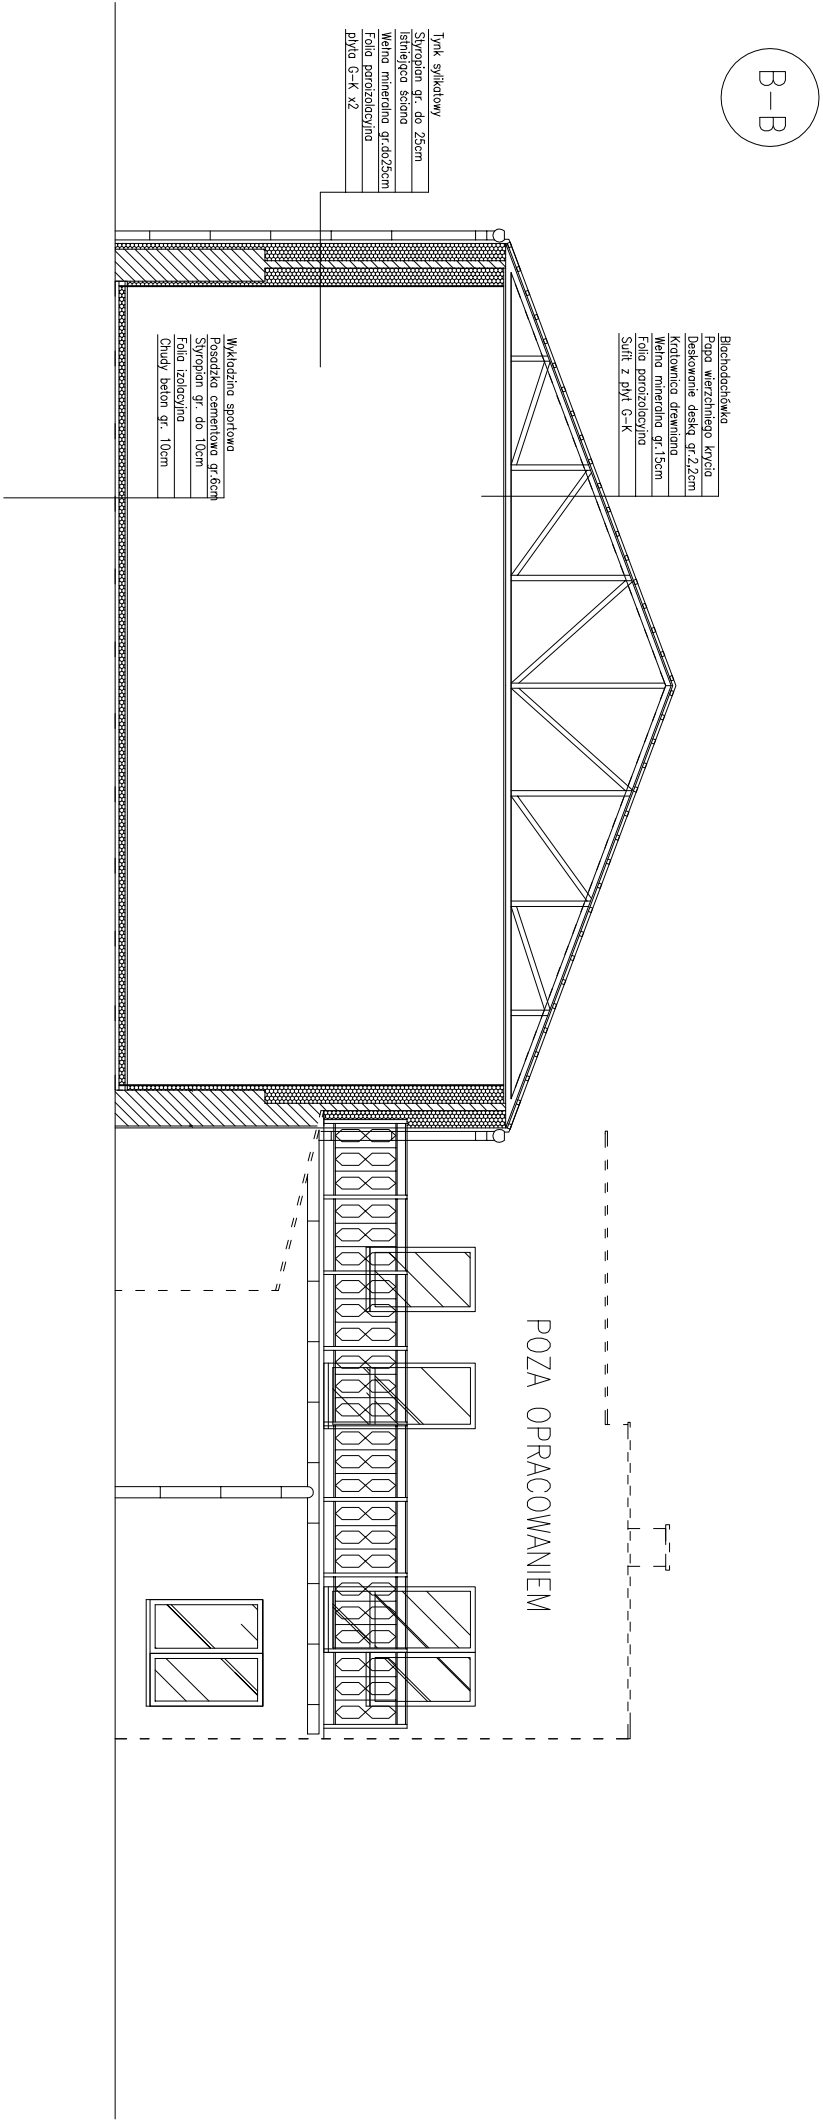 B-B
Tynk sylikatowy
Styropian gr. do 25cm
Istniejąca ściana
Wełna mineralna gr.do25cm
Folia paroizolacyjna
płyta G-K x2
Blachodachówka
Papa wierzchniego krycia
Deskowanie deską gr.2,2cm
Kratownica drewniana
Wełna mineralna gr.15cm
Folia paroizolacyjna
Sufit z płyt G-K
Wykładzina sportowa
Posadzka cementowa gr.6cm
Styropian gr. do 10cm
Folia izolacyjna
Chudy beton gr. 10cm
POZA OPRACOWANIEM